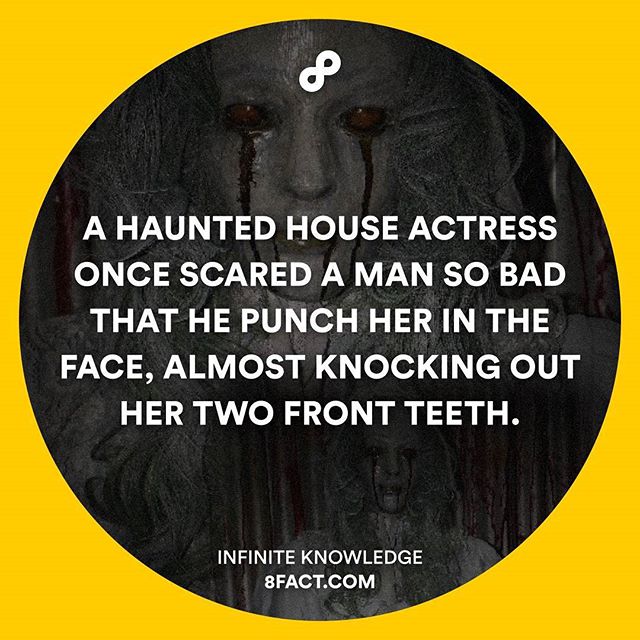 A HAUNTED HOUSE ACTRESS
ONCE SCARED A MAN SO BAD
THAT HE PUNCH HER IN THE
FACE, ALMOST KNOCKING OUT
HER TWO FRONT TEETH.
INFINITE KNOWLEDGE
8FACT.COM